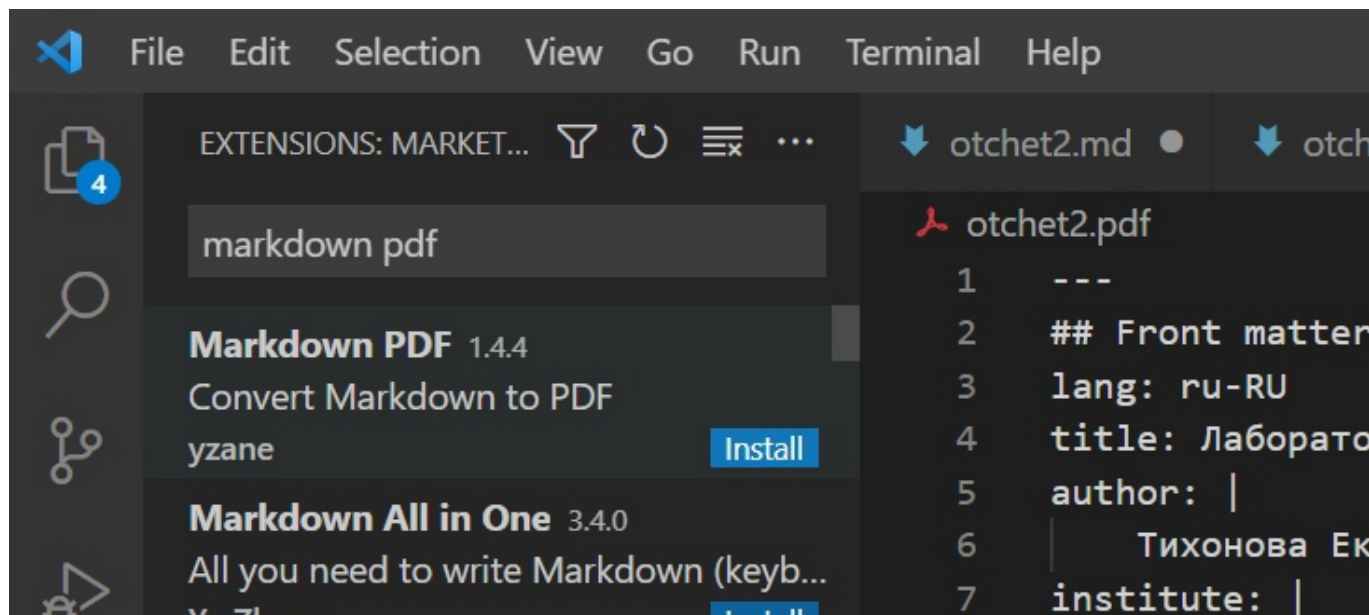 File Edit Selection View Go Run Terminal Help
EXTENSIONS: MARKET...
4
markdown pdf
Markdown PDF 1.4.4
Convert Markdown to PDF
yzane
Install
Markdown All in One 3.4.0
All you need to write Markdown (keyb...
otchet2.md
otch
otchet2.pdf
1 ---
2 ## Front matter
3 lang: ru-RU
4 title: Лаборато
5 author: |
6 Тихонова Ек
7 institute: |